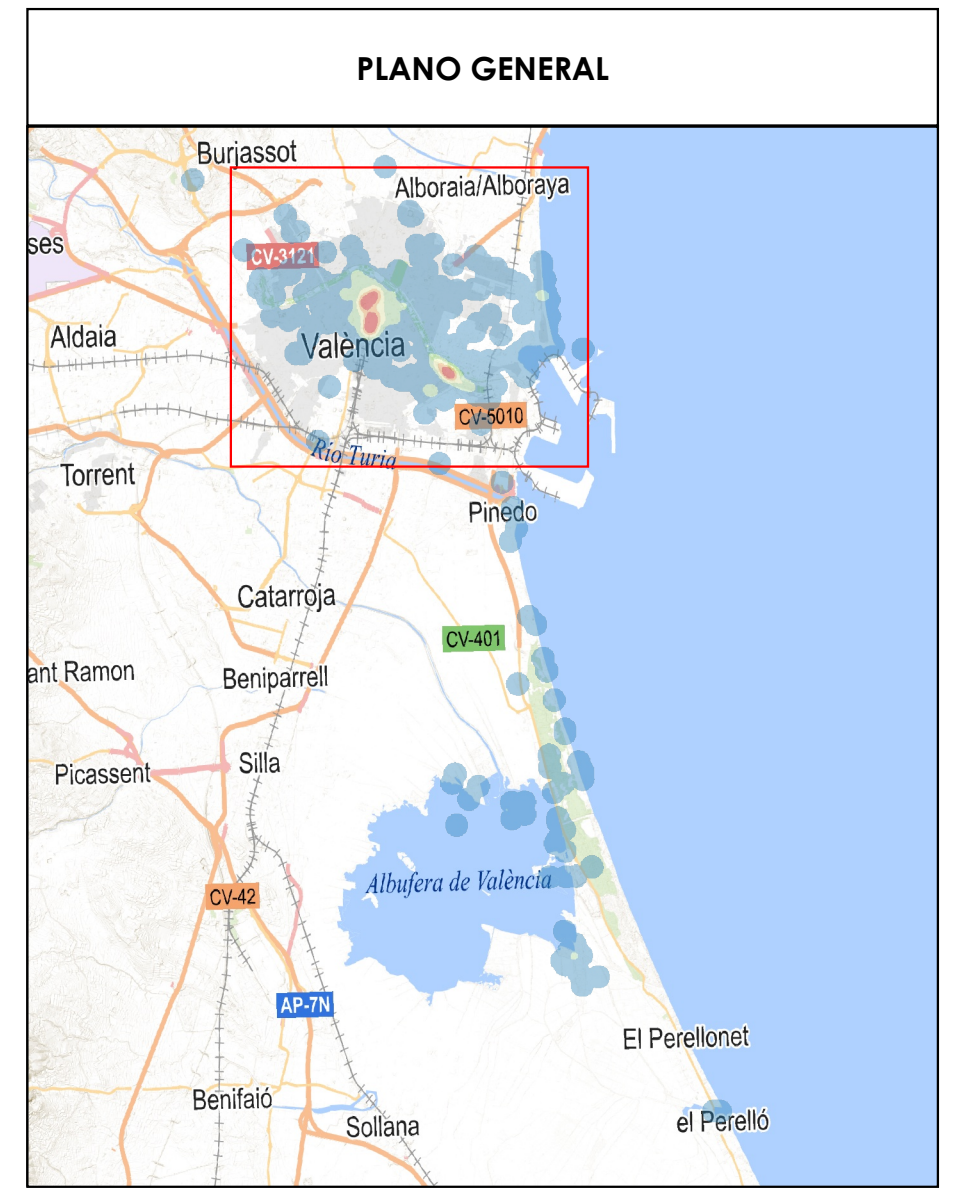 PLANO GENERAL
Burjassot
Alboraia/Alboraya
ses
CV-3121
Aldaia
València
CV-5010
Río Turia
Torrent
Pinedo
Catarroja
CV-401
ant Ramon
Beniparrell
Silla
Picassent
Albufera de València
CV-42
AP-7N
El Perellonet
Benifaió
el Perelló
Sollana